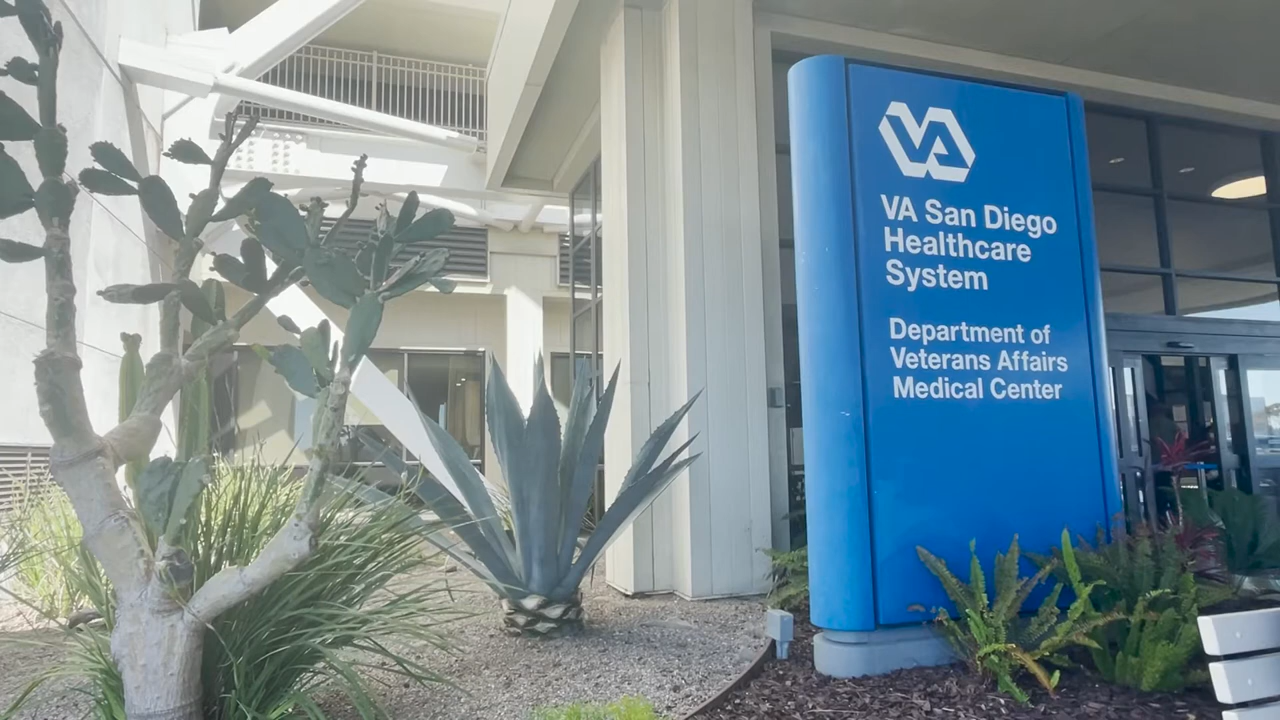 VA
VA San Diego
Healthcare
System
Department of
Veterans Affairs
Medical Center